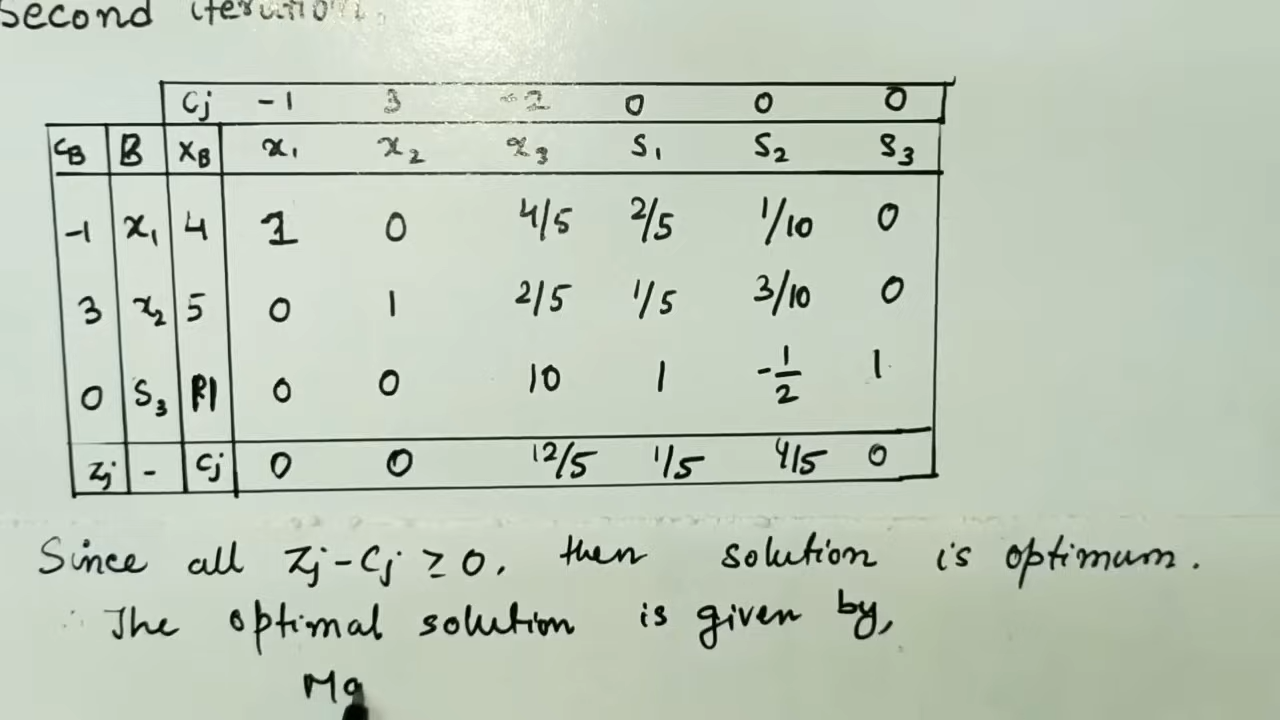 Second iteration.
Cj -1 3 -2 0 0 0
CB B XB x₁ x₂ x₃ S₁ S₂ S₃
-1 x₁ 4 1 0 4/5 2/5 1/10 0
3 x₂ 5 0 1 2/5 1/5 3/10 0
0 S₃ 11 0 0 10 1 -1/2 1
Zj - Cj 0 0 12/5 1/5 4/5 0
Since all Zj - Cj ≥ 0, then solution is optimum.
∴ The optimal solution is given by,
Ma